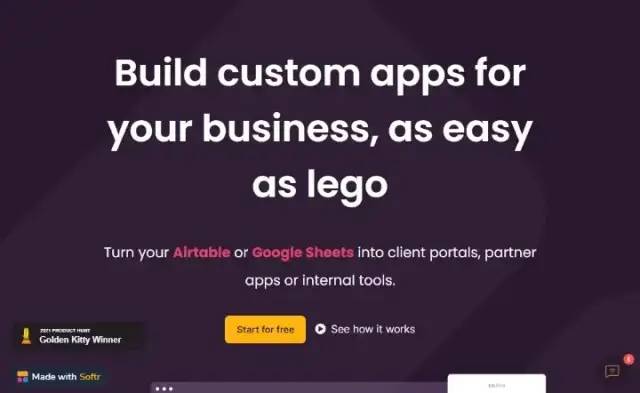 Build custom apps for
your business, as easy
as lego
Turn your Airtable or Google Sheets into client portals, partner
apps or internal tools.
Start for free
See how it works
2021 PRODUCT HUNT
Golden Kitty Winner
Made with Softr